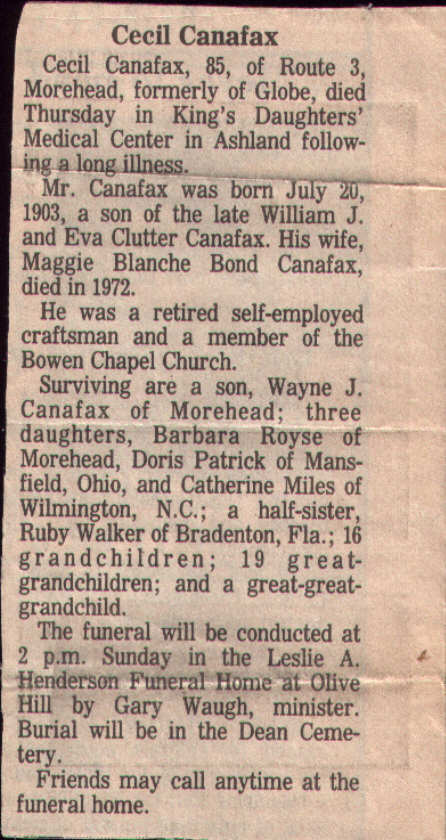 Cecil Canafax
Cecil Canafax, 85, of Route 3,
Morehead, formerly of Globe, died
Thursday in King's Daughters'
Medical Center in Ashland follow-
ing a long illness.
Mr. Canafax was born July 20,
1903, a son of the late William J.
and Eva Clutter Canafax. His wife,
Maggie Blanche Bond Canafax,
died in 1972.
He was a retired self-employed
craftsman and a member of the
Bowen Chapel Church.
Surviving are a son, Wayne J.
Canafax of Morehead; three
daughters, Barbara Royse of
Morehead, Doris Patrick of Mans-
field, Ohio, and Catherine Miles of
Wilmington, N.C.; a half-sister,
Ruby Walker of Bradenton, Fla.; 16
grandchildren; 19 great-
grandchildren; and a great-great-
grandchild.
The funeral will be conducted at
2 p.m. Sunday in the Leslie A.
Henderson Funeral Home at Olive
Hill by Gary Waugh, minister.
Burial will be in the Dean Ceme-
tery.
Friends may call anytime at the
funeral home.